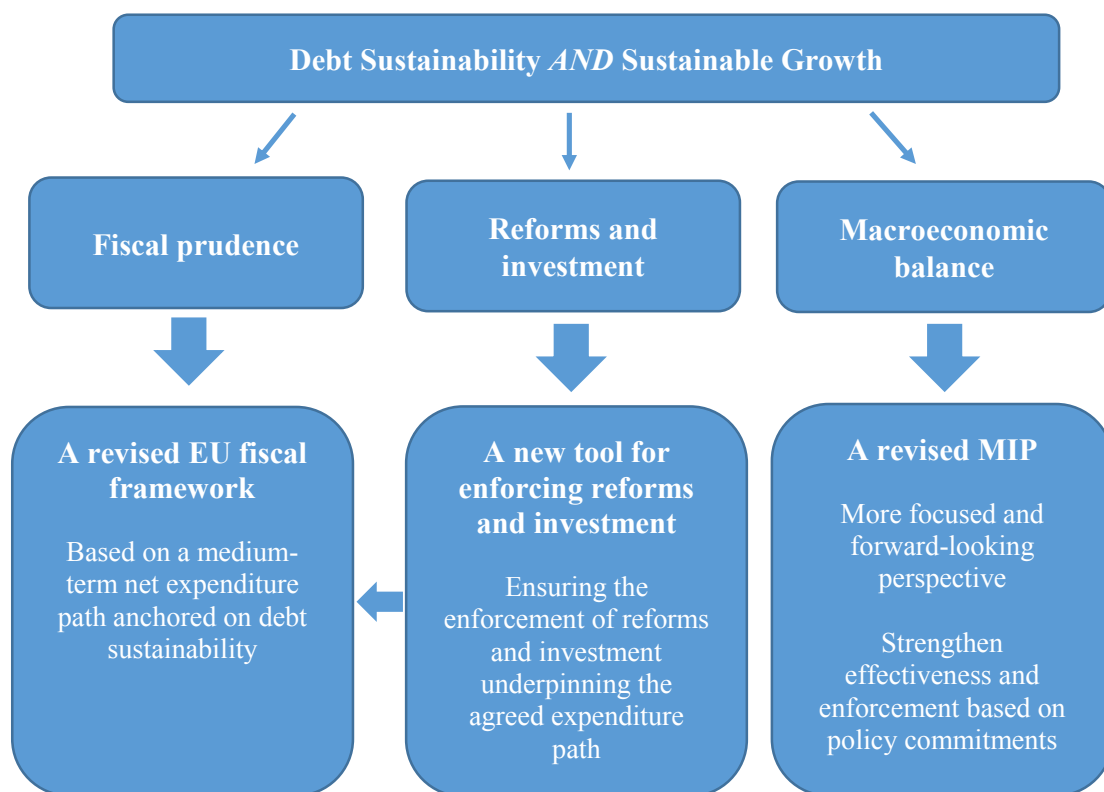 Debt Sustainability AND Sustainable Growth
Fiscal prudence
Reforms and
investment
Macroeconomic
balance
A revised EU fiscal
framework
Based on a medium-
term net expenditure
path anchored on debt
sustainability
A new tool for
enforcing reforms
and investment
Ensuring the
enforcement of reforms
and investment
underpinning the
agreed expenditure
path
A revised MIP
More focused and
forward-looking
perspective
Strengthen
effectiveness and
enforcement based on
policy commitments